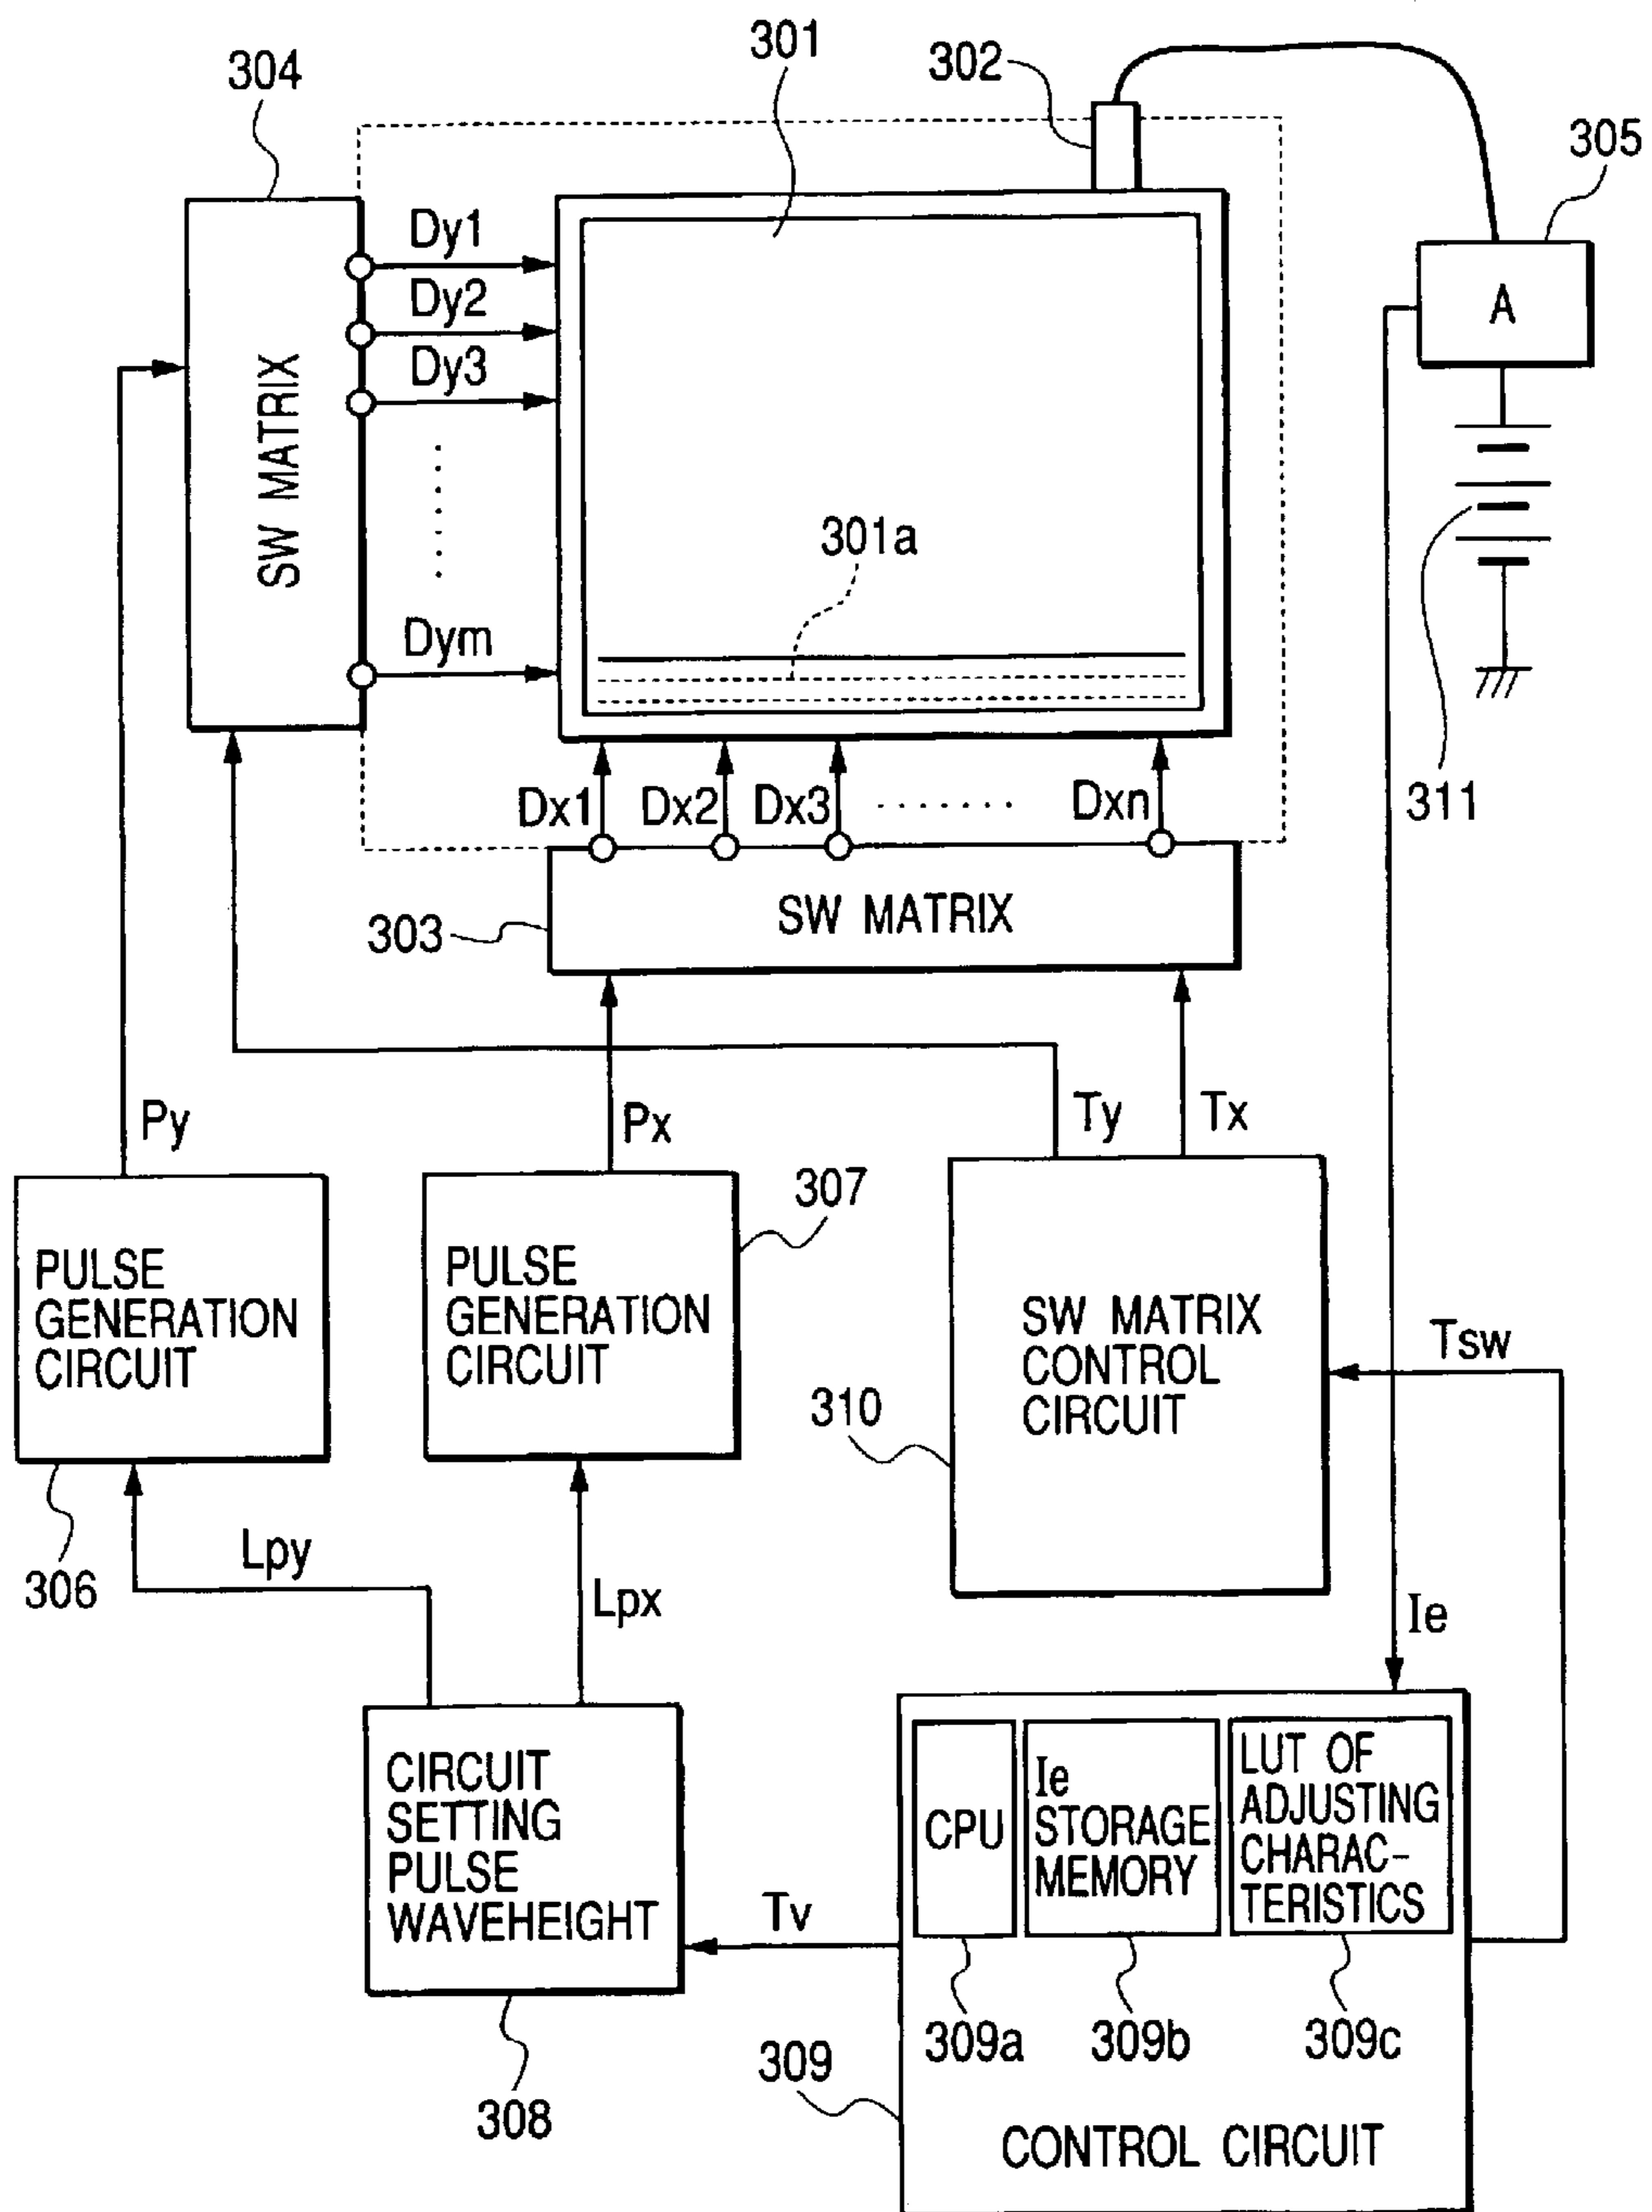 301
302
304
305
Dy1
Dy2
Dy3
Dym
SW MATRIX
A
301a
311
Dx1
Dx2
Dx3
Dxn
303
SW MATRIX
Py
Px
Ty
Tx
307
PULSE
GENERATION
CIRCUIT
PULSE
GENERATION
CIRCUIT
SW MATRIX
CONTROL
CIRCUIT
Tsw
310
306
Lpy
Lpx
Ie
CIRCUIT
SETTING
PULSE
WAVEHEIGHT
Tv
CPU
Ie
STORAGE
MEMORY
LUT OF
ADJUSTING
CHARAC-
TERISTICS
309a
309b
309c
309
308
CONTROL CIRCUIT